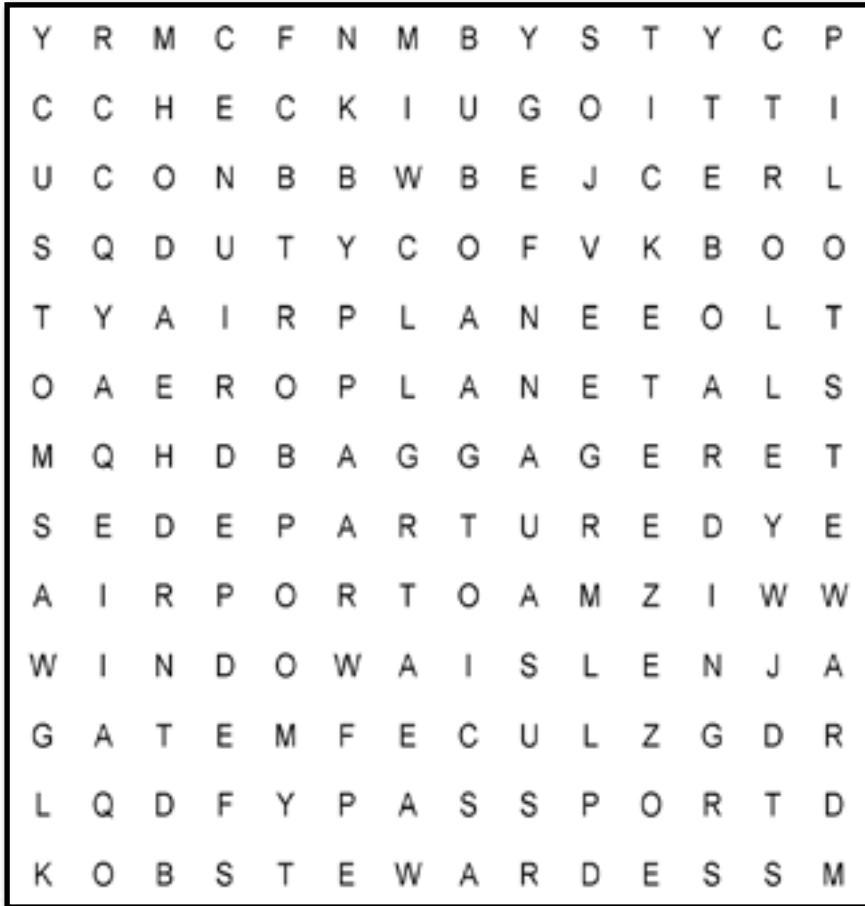 Y R M C F N M B Y S T Y C P
C C H E C K I U G O I T T I
U C O N B B W B E J C E R L
S Q D U T Y C O F V K B O O
T Y A I R P L A N E E O L T
O A E R O P L A N E T A L S
M Q H D B A G G A G E R E T
S E D E P A R T U R E D Y E
A I R P O R T O A M Z I W W
W I N D O W A I S L E N J A
G A T E M F E C U L Z G D R
L Q D F Y P A S S P O R T D
K O B S T E W A R D E S S M